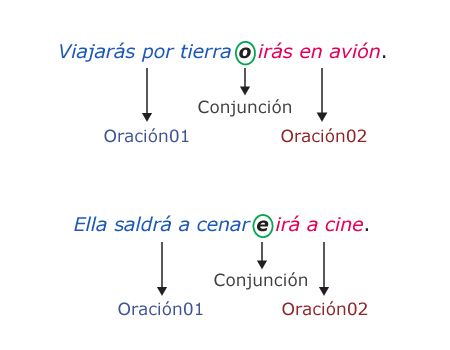 Viajarás por tierra o irás en avión.
Conjunción
Oración01 Oración02
Ella saldrá a cenar e irá a cine.
Conjunción
Oración01 Oración02